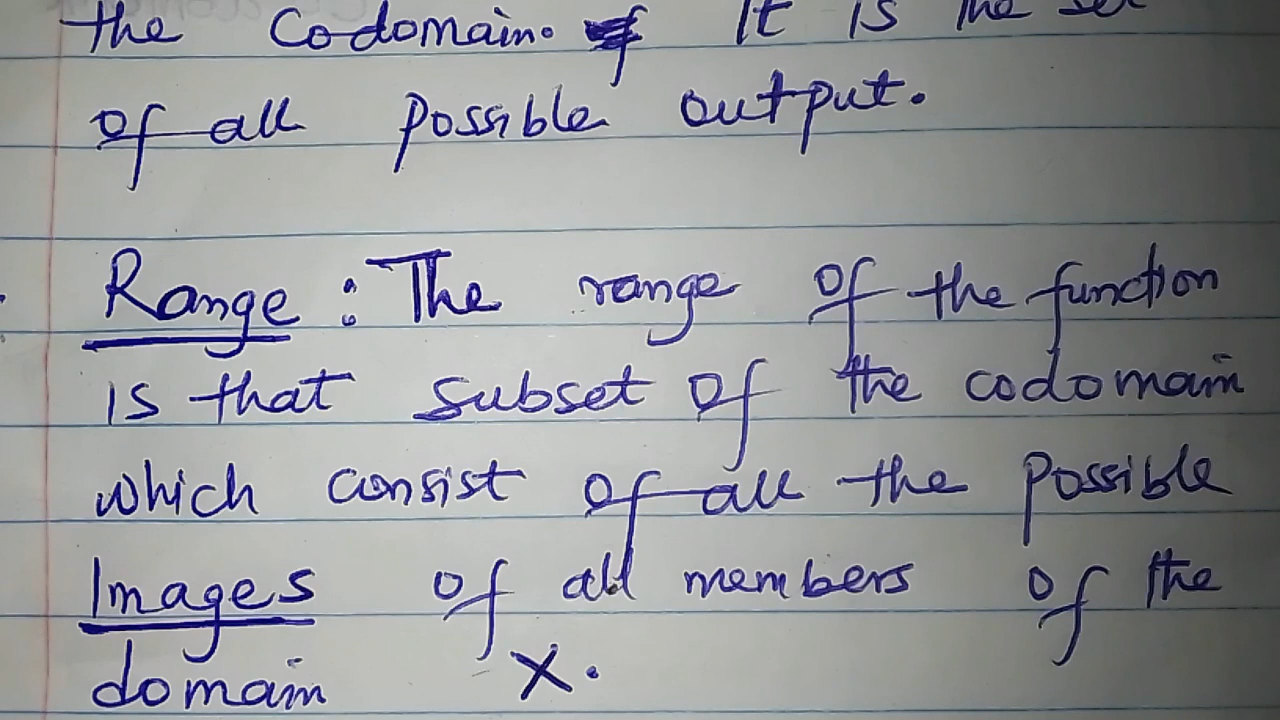 the Codomain. It is the set
of all possible output.
Range : The range of the function
is that subset of the codomain
which consist of all the possible
Images of all members of the
domain X.